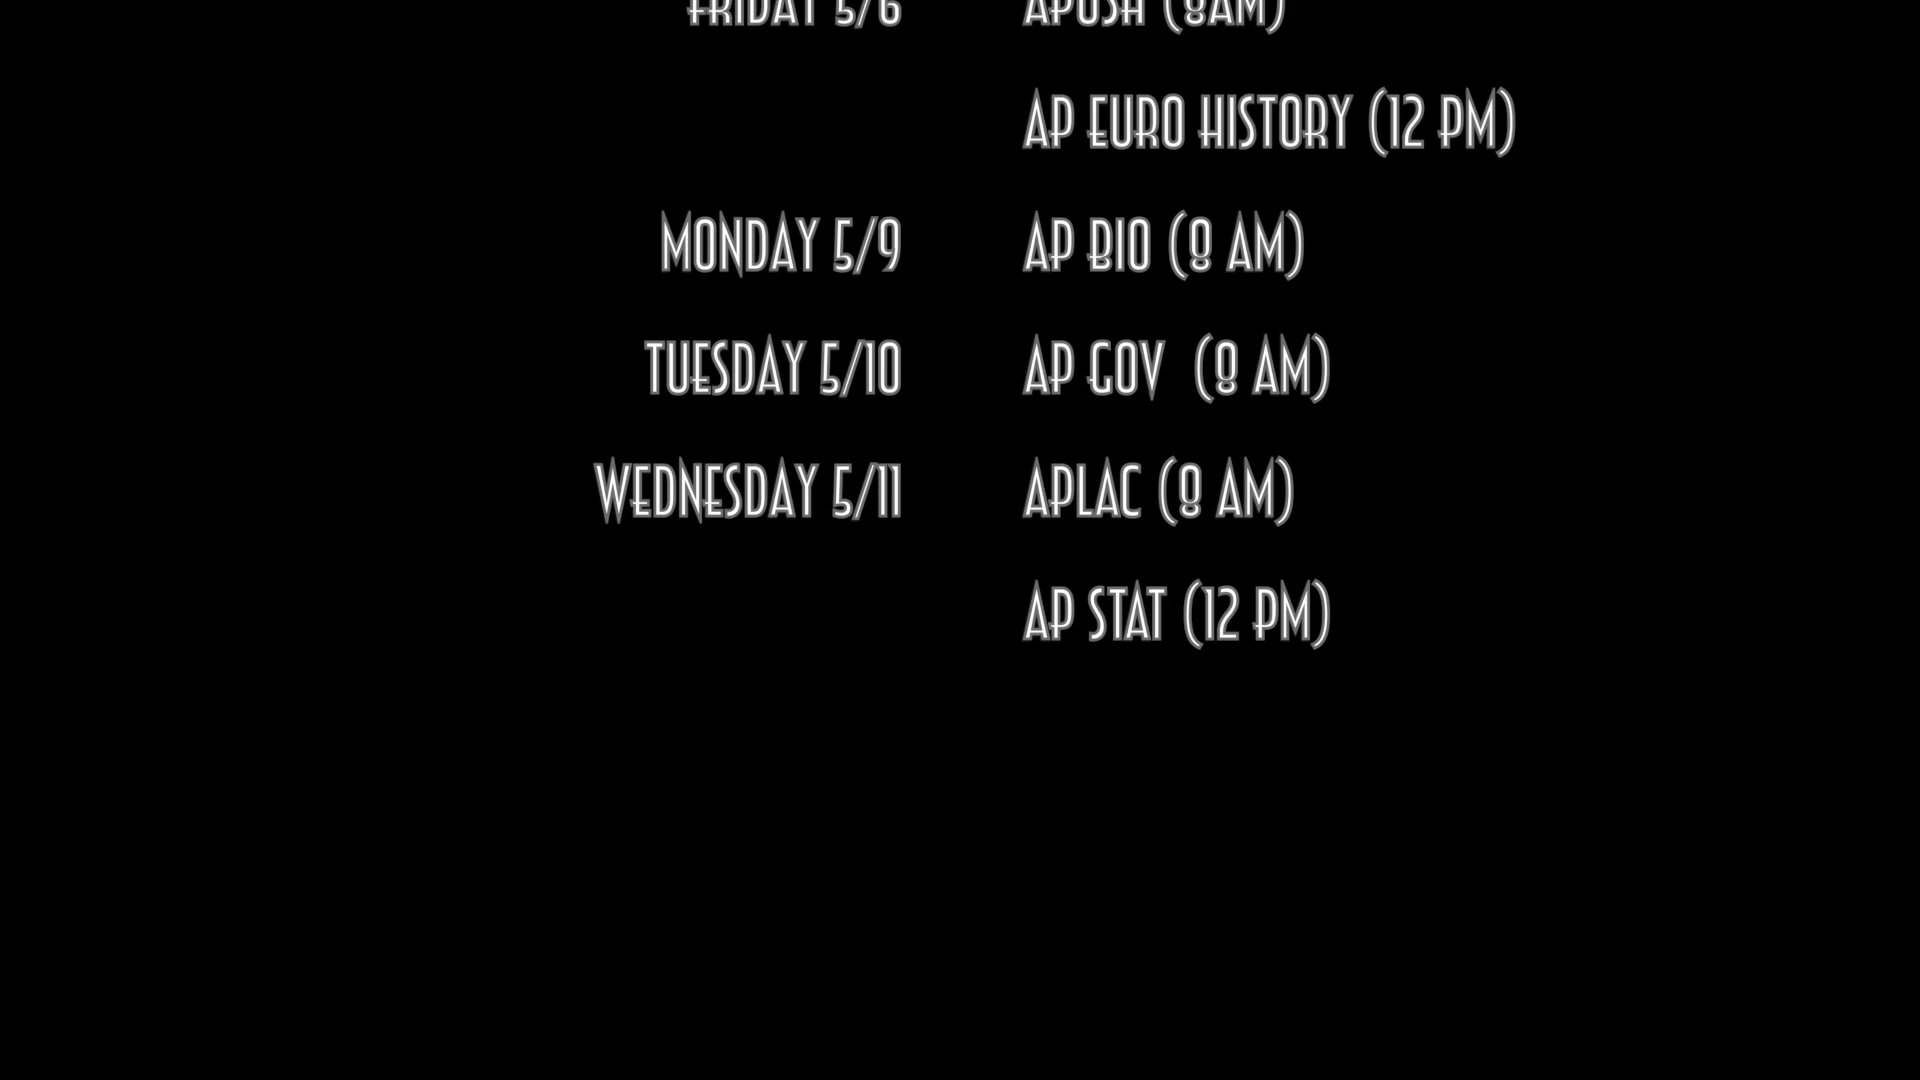 FRIDAY 5/6 APUSH (8AM)
AP EURO HISTORY (12 PM)
MONDAY 5/9 AP BIO (8 AM)
TUESDAY 5/10 AP GOV (8 AM)
WEDNESDAY 5/11 APLAC (8 AM)
AP STAT (12 PM)